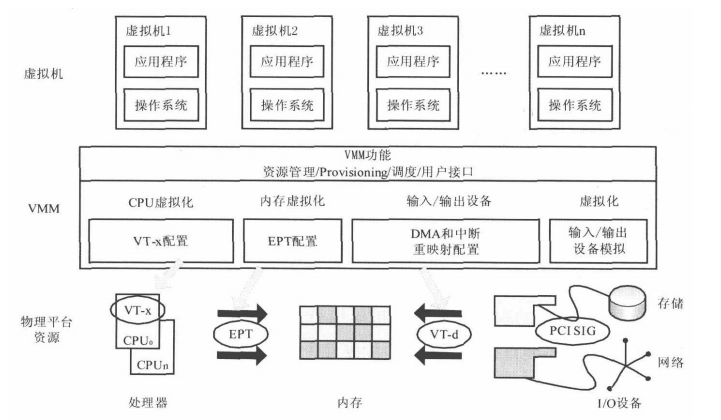 虚拟机1
虚拟机2
虚拟机3
虚拟机n
应用程序
应用程序
应用程序
应用程序
虚拟机
……
操作系统
操作系统
操作系统
操作系统
VMM功能
资源管理/Provisioning/调度/用户接口
VMM
CPU虚拟化
内存虚拟化
输入/输出设备
虚拟化
VT-x配置
EPT配置
DMA和中断
重映射配置
输入/输出
设备模拟
物理平台
资源
VT-x
CPU₀
CPUn
EPT
VT-d
PCI SIG
存储
网络
处理器
内存
I/O设备